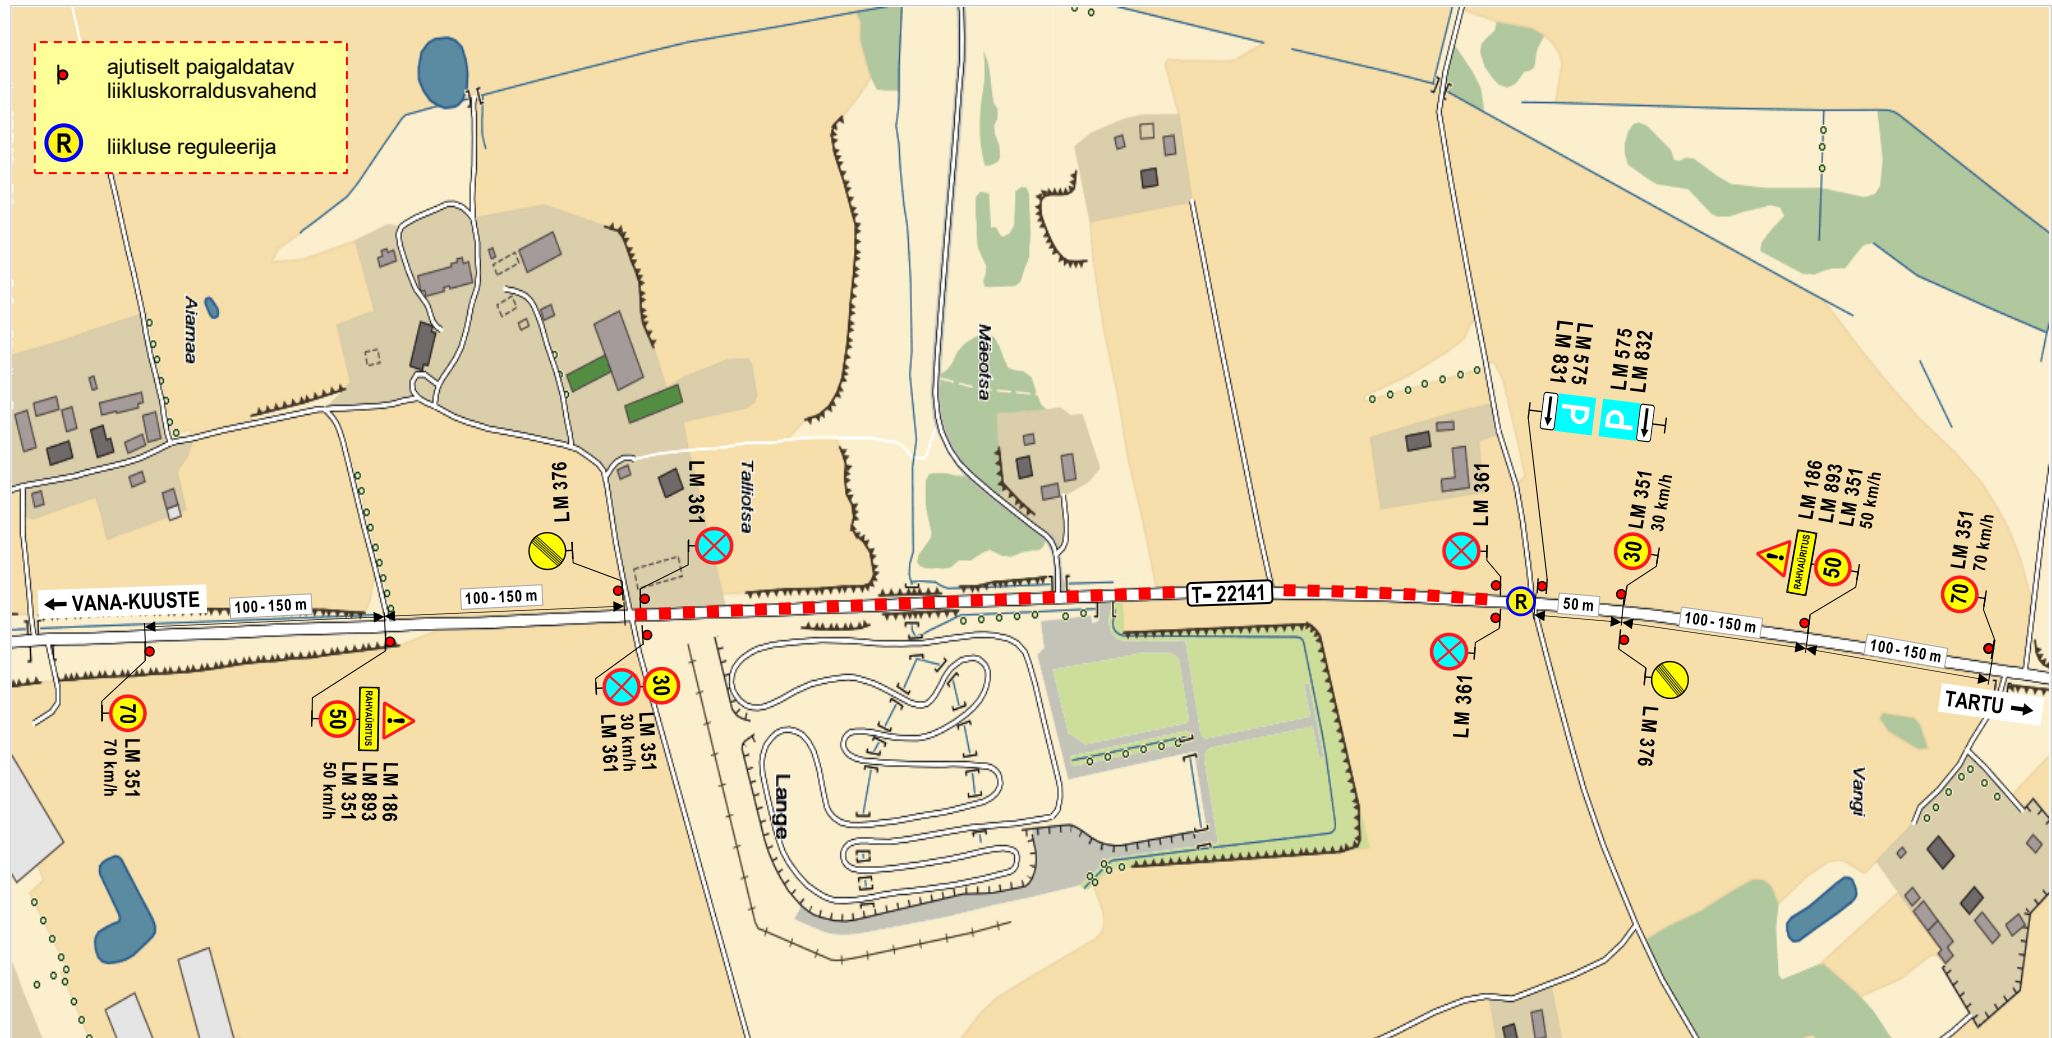 ajutiselt paigaldatav
liikluskorraldusvahend
R
liikluse reguleerija
Aiamaa
Mäeotsa
Talliotsa
Lange
Vangi
← VANA-KUUSTE
100 - 150 m
100 - 150 m
T- 22141
R
50 m
100 - 150 m
100 - 150 m
TARTU →
LM 376
LM 361
LM 361
LM 575
LM 831
P
P
LM 575
LM 832
30
LM 351
30 km/h
!
RAHVAÜRITUS
50
LM 186
LM 893
LM 351
50 km/h
70
LM 351
70 km/h
70
LM 351
70 km/h
50
RAHVAÜRITUS
!
LM 186
LM 893
LM 351
50 km/h
30
LM 351
30 km/h
LM 361
LM 361
LM 376